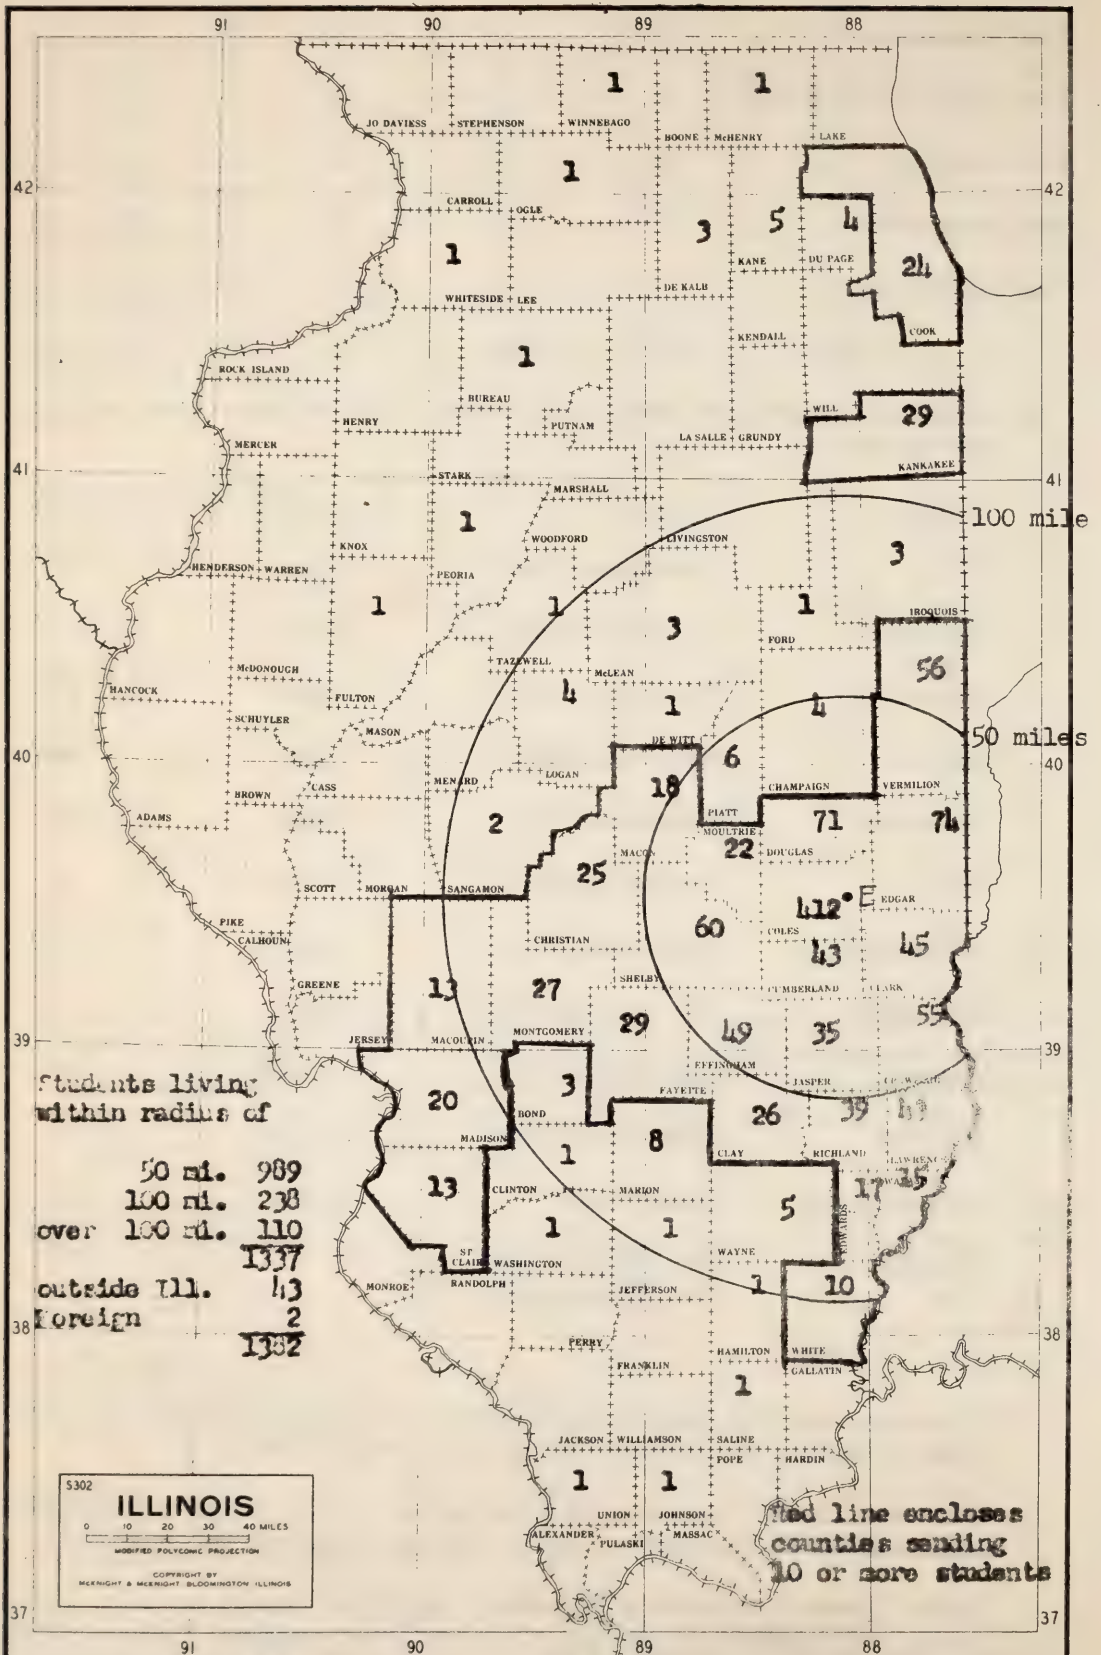 91 90 89 88
1 1
JO DAVIESS STEPHENSON WINNEBAGO BOONE McHENRY LAKE
1
42 42
CARROLL OGLE
3 5 4
1
KANE DU PAGE
24
DE KALB
WHITESIDE LEE
COOK
KENDALL
1
ROCK ISLAND
BUREAU
WILL
29
HENRY PUTNAM
MERCER LA SALLE GRUNDY
KANKAKEE
41 41
STARK
MARSHALL
1
100 mile
KNOX WOODFORD LIVINGSTON
3
HENDERSON WARREN PEORIA
1 1 1
IROQUOIS
3
FORD
TAZEWELL
McDONOUGH McLEAN
56
HANCOCK FULTON
4 1 4
SCHUYLER
MASON
50 miles
DE WITT
6
40 40
MENARD LOGAN
18
CASS CHAMPAIGN VERMILION
BROWN
PIATT
ADAMS
2 71 74
MOULTRIE
22
MACON DOUGLAS
25
SCOTT MORGAN SANGAMON
EDGAR
412 E
PIKE
60
COLES
CALHOUN CHRISTIAN
43 45
SHELBY
GREENE
13 27
CUMBERLAND CLARK
55
29 49 35
MONTGOMERY
39 39
JERSEY MACOUPIN
EFFINGHAM
Students living
within radius of
3
JASPER
FAYETTE
20 26 39
BOND
MADISON
8
CLAY RICHLAND LAWRENCE
1
50 mi. 989
100 mi. 238
over 100 mi. 110
1337
outside Ill. 43
Foreign 2
1382
13 17 15
CLINTON MARION
1 1 5
EDWARDS
WAYNE
ST
CLAIR WASHINGTON
RANDOLPH
MONROE
1 10
JEFFERSON
38 38
PERRY
HAMILTON WHITE
FRANKLIN GALLATIN
1
JACKSON WILLIAMSON SALINE
POPE HARDIN
1 1
UNION JOHNSON
ALEXANDER MASSAC
PULASKI
Red line encloses
counties sending
10 or more students
S302
ILLINOIS
0 10 20 30 40 MILES
MODIFIED POLYCONIC PROJECTION
COPYRIGHT BY
McKNIGHT & McKNIGHT BLOOMINGTON ILLINOIS
37 37
91 90 89 88